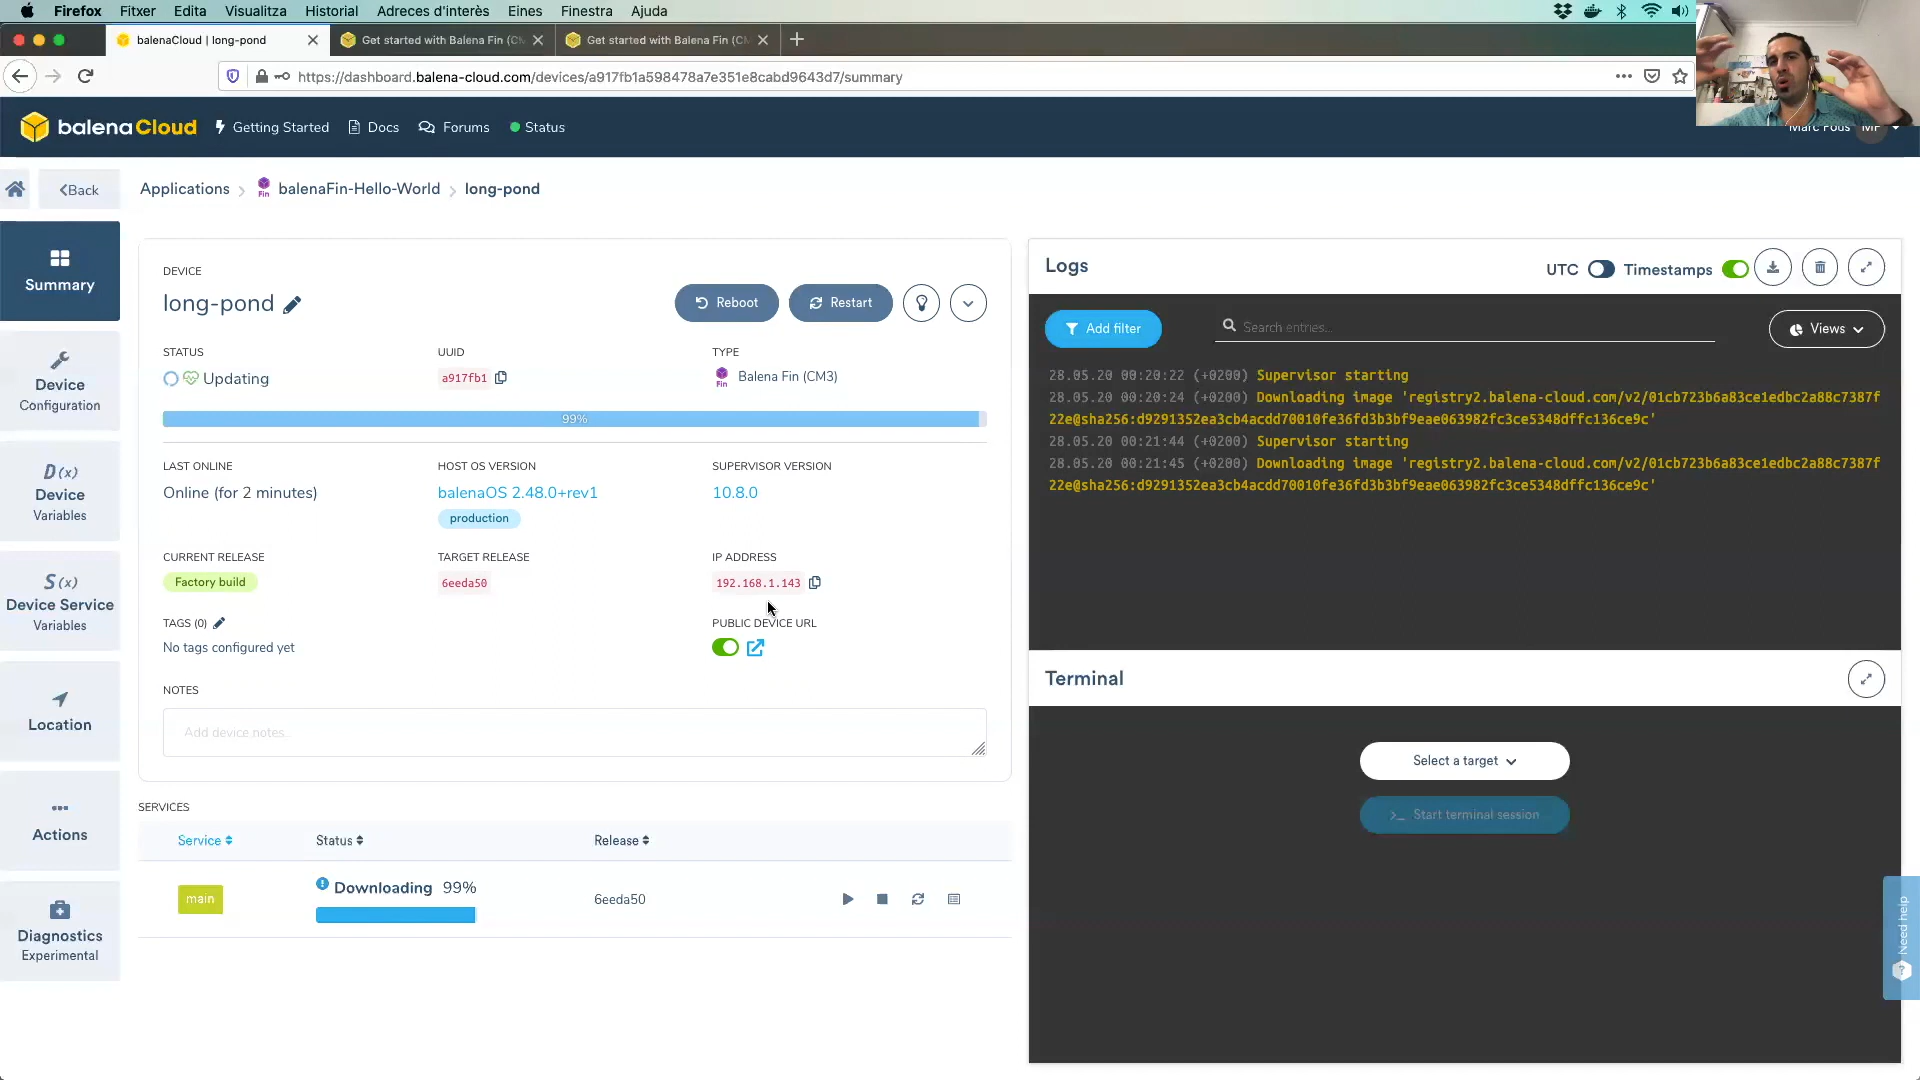 Firefox Fitxer Edita Visualitza Historial Adreces d'interès Eines Finestra Ajuda
balenaCloud | long-pond
Get started with Balena Fin (C
Get started with Balena Fin (CM
https://dashboard.balena-cloud.com/devices/a917fb1a598478a7e351e8cabd9643d7/summary
balenaCloud Getting Started Docs Forums Status
Marc Pous MP
Back
Applications balenaFin-Hello-World long-pond
Summary
Device
Configuration
D(x)
Device
Variables
S(x)
Device Service
Variables
Location
Actions
Diagnostics
Experimental
DEVICE
long-pond
Reboot Restart
STATUS UUID TYPE
Updating a917fb1 Fin Balena Fin (CM3)
99%
LAST ONLINE HOST OS VERSION SUPERVISOR VERSION
Online (for 2 minutes) balenaOS 2.48.0+rev1 10.8.0
production
CURRENT RELEASE TARGET RELEASE IP ADDRESS
Factory build 6eeda50 192.168.1.143
TAGS (0) PUBLIC DEVICE URL
No tags configured yet
NOTES
Add device notes...
SERVICES
Service Status Release
main Downloading 99% 6eeda50
Logs UTC Timestamps
Add filter Search entries... Views
28.05.20 00:20:22 (+0200) Supervisor starting
28.05.20 00:20:24 (+0200) Downloading image 'registry2.balena-cloud.com/v2/01cb723b6a83ce1edbc2a88c7387f
22e@sha256:d9291352ea3cb4acdd70010fe36fd3b3bf9eae063982fc3ce5348dffc136ce9c'
28.05.20 00:21:44 (+0200) Supervisor starting
28.05.20 00:21:45 (+0200) Downloading image 'registry2.balena-cloud.com/v2/01cb723b6a83ce1edbc2a88c7387f
22e@sha256:d9291352ea3cb4acdd70010fe36fd3b3bf9eae063982fc3ce5348dffc136ce9c'
Terminal
Select a target
>_ Start terminal session
Need help
?